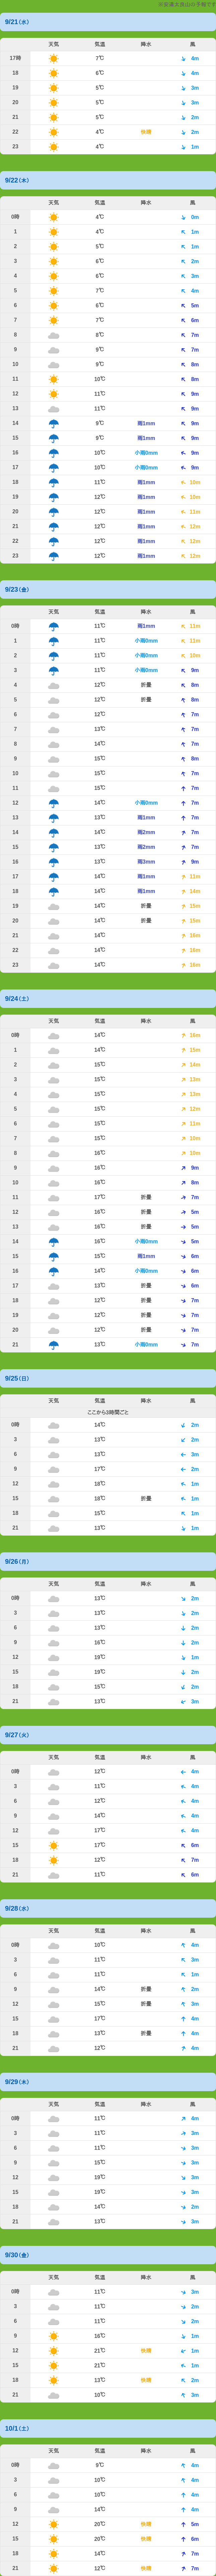 9/21(水)
天気 気温 降水 風
17時 7℃ 4m
18 6℃ 4m
19 5℃ 3m
20 5℃ 3m
21 5℃ 2m
22 4℃ 快晴 2m
23 4℃ 1m
9/22(木)
天気 気温 降水 風
0時 4℃ 0m
1 4℃ 1m
2 5℃ 1m
3 6℃ 2m
4 6℃ 3m
5 7℃ 4m
6 6℃ 5m
7 7℃ 6m
8 8℃ 7m
9 9℃ 7m
10 9℃ 8m
11 10℃ 8m
12 11℃ 9m
13 11℃ 9m
14 9℃ 雨1mm 9m
15 9℃ 雨1mm 9m
16 10℃ 小雨0mm 9m
17 10℃ 小雨0mm 9m
18 11℃ 雨1mm 10m
19 12℃ 雨1mm 10m
20 12℃ 雨1mm 11m
21 12℃ 雨1mm 12m
22 12℃ 雨1mm 12m
23 12℃ 雨1mm 12m
9/23(金)
天気 気温 降水 風
0時 11℃ 雨1mm 11m
1 11℃ 小雨0mm 11m
2 11℃ 小雨0mm 10m
3 11℃ 小雨0mm 9m
4 12℃ 折畳 8m
5 12℃ 折畳 8m
6 12℃ 7m
7 13℃ 7m
8 14℃ 7m
9 15℃ 8m
10 15℃ 7m
11 15℃ 7m
12 14℃ 小雨0mm 7m
13 13℃ 雨1mm 7m
14 14℃ 雨2mm 7m
15 13℃ 雨2mm 7m
16 13℃ 雨3mm 9m
17 14℃ 雨1mm 11m
18 14℃ 雨1mm 14m
19 14℃ 折畳 15m
20 14℃ 折畳 15m
21 14℃ 16m
22 14℃ 16m
23 14℃ 16m
9/24(土)
天気 気温 降水 風
0時 14℃ 16m
1 14℃ 15m
2 15℃ 14m
3 15℃ 13m
4 15℃ 13m
5 15℃ 12m
6 15℃ 11m
7 15℃ 10m
8 16℃ 10m
9 16℃ 9m
10 16℃ 8m
11 17℃ 折畳 7m
12 16℃ 折畳 5m
13 16℃ 折畳 5m
14 16℃ 小雨0mm 5m
15 15℃ 雨1mm 6m
16 14℃ 小雨0mm 6m
17 13℃ 折畳 6m
18 12℃ 折畳 7m
19 12℃ 折畳 7m
20 12℃ 折畳 7m
21 13℃ 小雨0mm 7m
9/25(日)
天気 気温 降水 風
ここから3時間ごと
0時 14℃ 2m
3 13℃ 2m
6 13℃ 3m
9 17℃ 2m
12 18℃ 1m
15 18℃ 折畳 1m
18 15℃ 1m
21 13℃ 1m
9/26(月)
天気 気温 降水 風
0時 13℃ 2m
3 13℃ 2m
6 13℃ 2m
9 16℃ 2m
12 19℃ 1m
15 19℃ 2m
18 15℃ 2m
21 13℃ 3m
9/27(火)
天気 気温 降水 風
0時 12℃ 4m
3 11℃ 4m
6 12℃ 4m
9 14℃ 4m
12 17℃ 4m
15 17℃ 6m
18 12℃ 7m
21 11℃ 6m
9/28(水)
天気 気温 降水 風
0時 10℃ 4m
3 11℃ 3m
6 11℃ 1m
9 14℃ 折畳 2m
12 15℃ 折畳 3m
15 17℃ 4m
18 13℃ 折畳 4m
21 12℃ 4m
9/29(木)
天気 気温 降水 風
0時 11℃ 4m
3 11℃ 3m
6 11℃ 3m
9 15℃ 3m
12 19℃ 3m
15 19℃ 3m
18 14℃ 2m
21 13℃ 3m
9/30(金)
天気 気温 降水 風
0時 11℃ 3m
3 11℃ 2m
6 11℃ 2m
9 16℃ 1m
12 21℃ 快晴 1m
15 21℃ 1m
18 13℃ 快晴 2m
21 10℃ 3m
10/1(土)
天気 気温 降水 風
0時 9℃ 4m
3 10℃ 4m
6 10℃ 4m
9 14℃ 4m
12 20℃ 快晴 5m
15 20℃ 快晴 6m
18 14℃ 7m
21 12℃ 快晴 7m